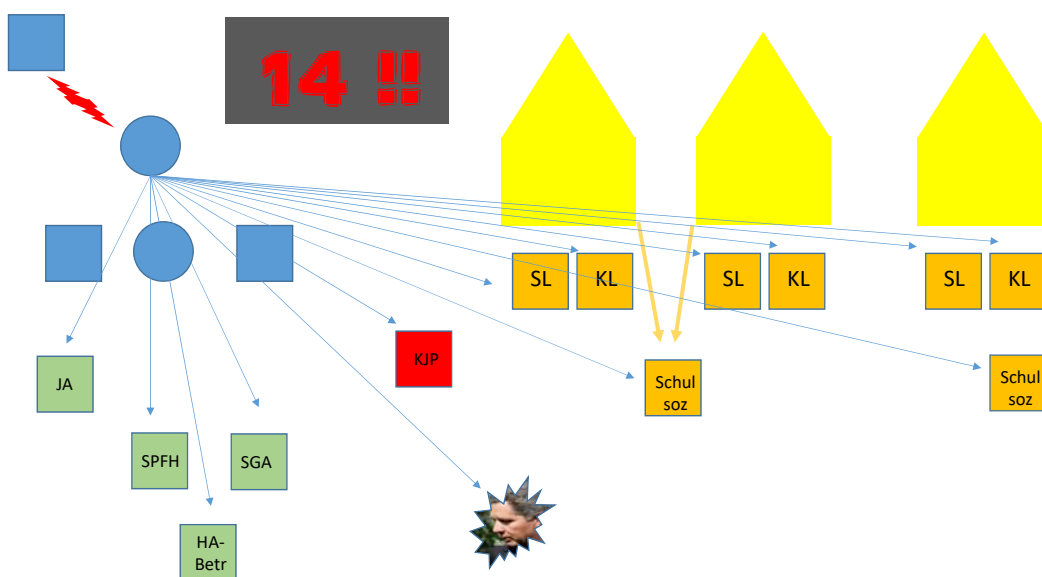 14 !!
SL
KL
SL
KL
SL
KL
KJP
JA
Schul
soz
Schul
soz
SPFH
SGA
HA-
Betr